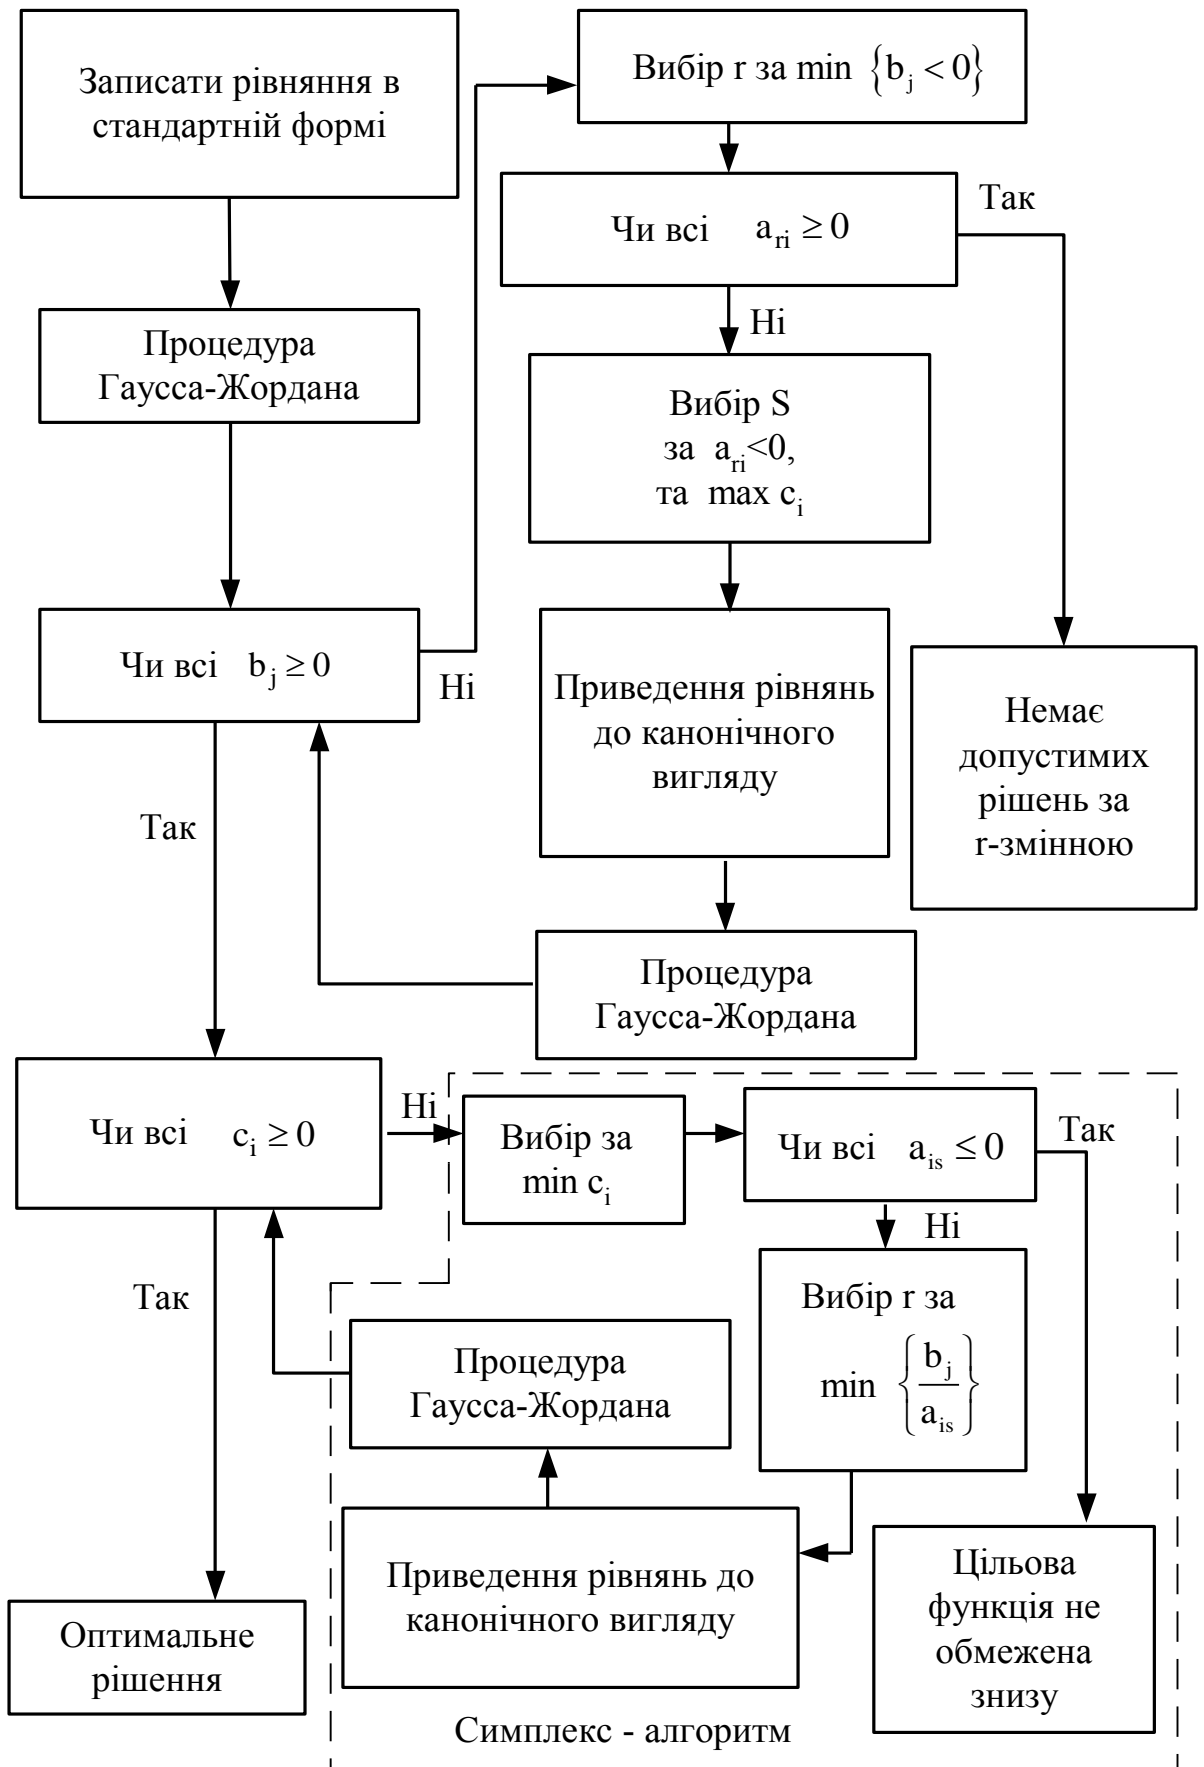 Записати рівняння в
стандартній формі
Вибір r за min {b_j < 0}
Чи всі a_ri ≥ 0
Так
Процедура
Гаусса-Жордана
Ні
Вибір S
за a_ri<0,
та max c_i
Чи всі b_j ≥ 0
Ні
Приведення рівнянь
до канонічного
вигляду
Немає
допустимих
рішень за
r-змінною
Так
Процедура
Гаусса-Жордана
Чи всі c_i ≥ 0
Ні
Вибір за
min c_i
Чи всі a_is ≤ 0
Так
Ні
Так
Вибір r за
min {b_j / a_is}
Процедура
Гаусса-Жордана
Приведення рівнянь до
канонічного вигляду
Цільова
функція не
обмежена
знизу
Оптимальне
рішення
Симплекс - алгоритм